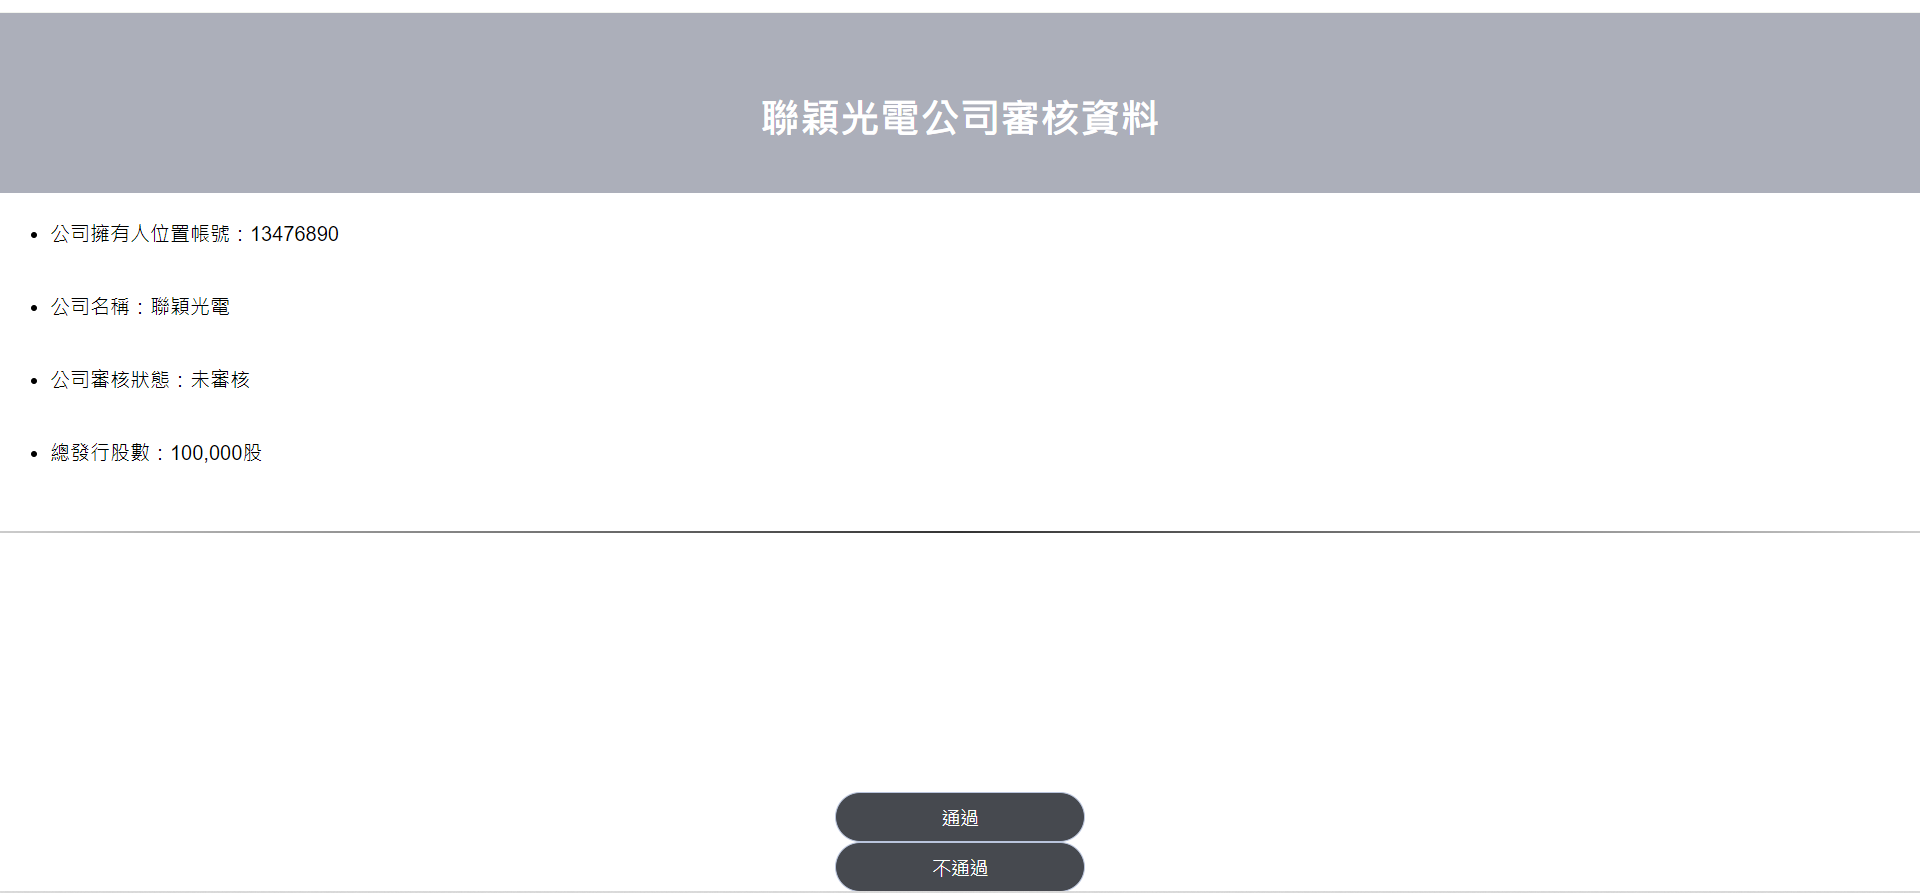 聯穎光電公司審核資料
公司擁有人位置帳號：13476890
公司名稱：聯穎光電
公司審核狀態：未審核
總發行股數：100,000股
通過
不通過